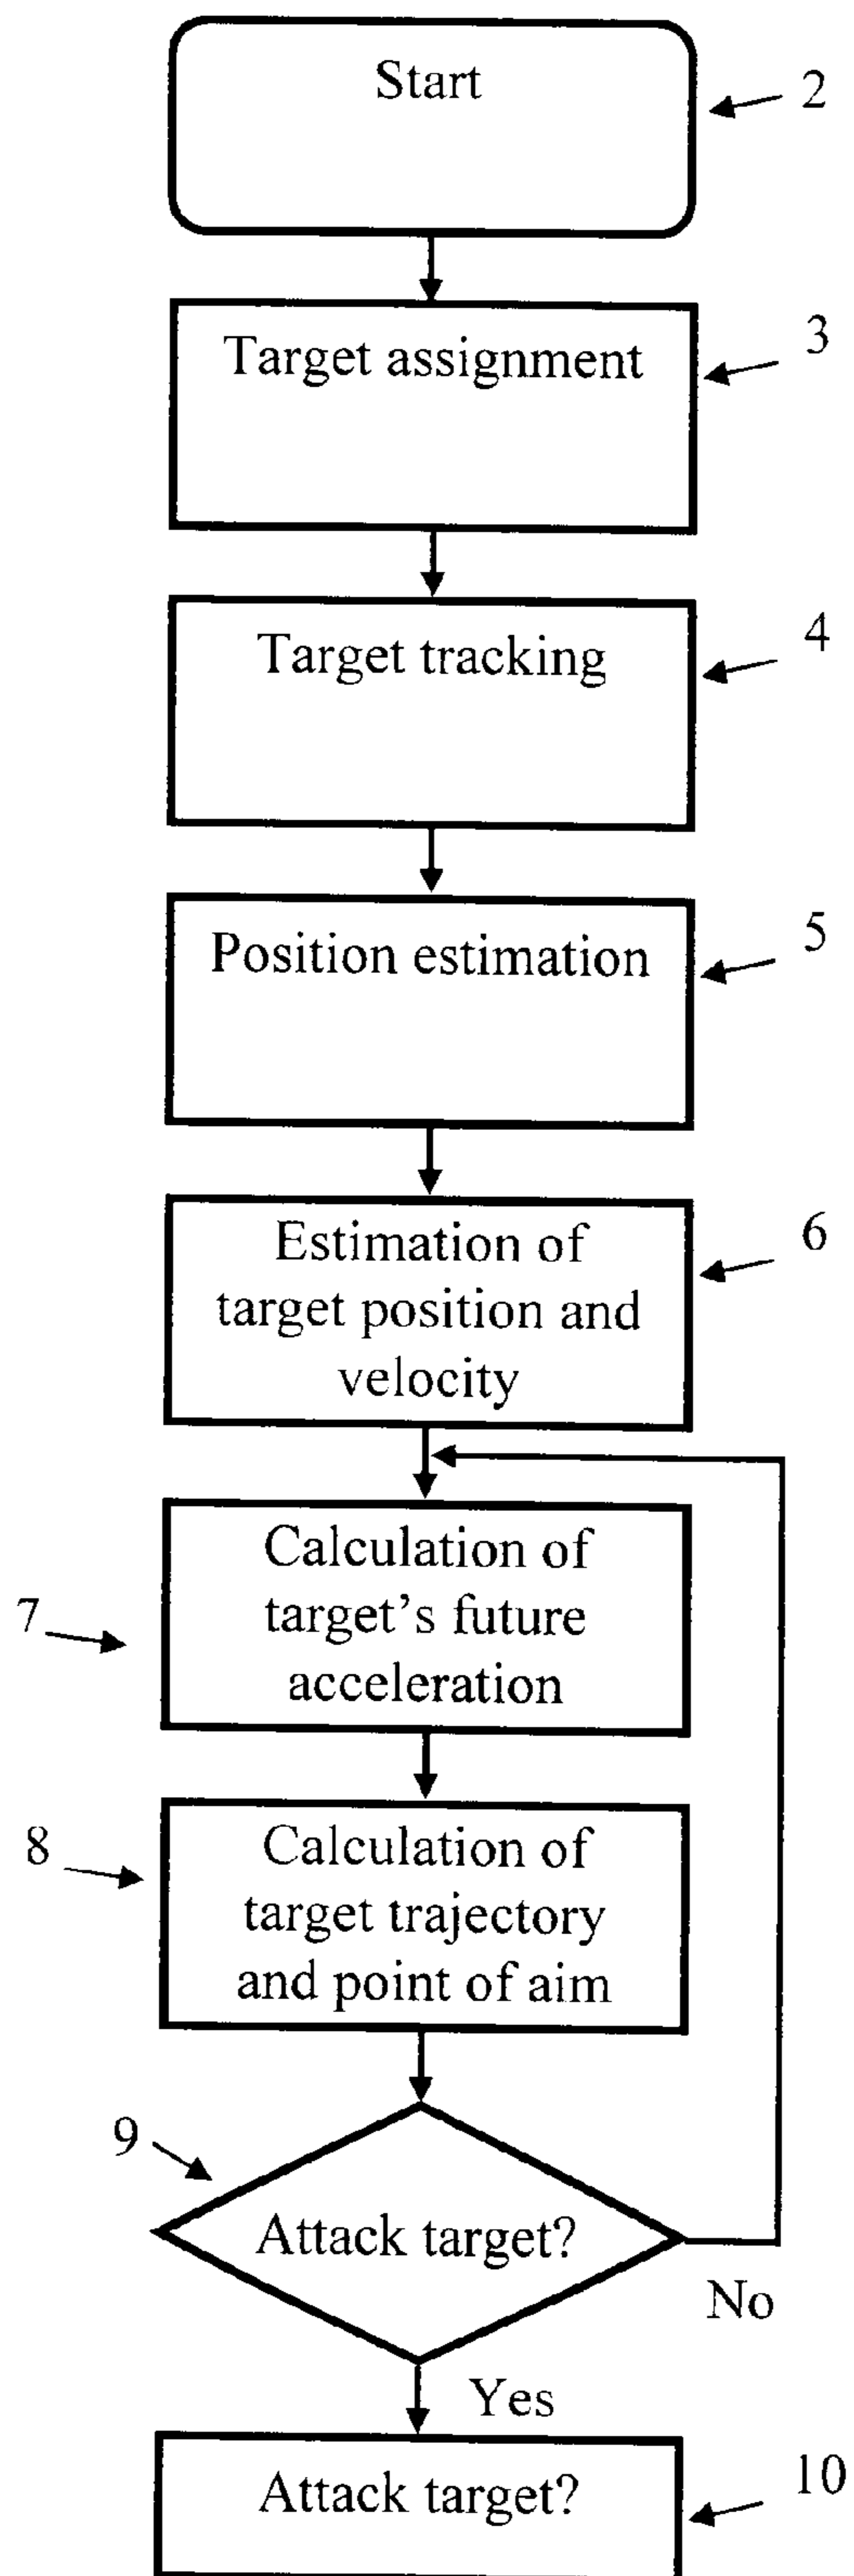 Start
2
Target assignment
3
Target tracking
4
Position estimation
5
Estimation of
target position and
velocity
6
Calculation of
target's future
acceleration
7
Calculation of
target trajectory
and point of aim
8
9
Attack target?
No
Yes
Attack target?
10